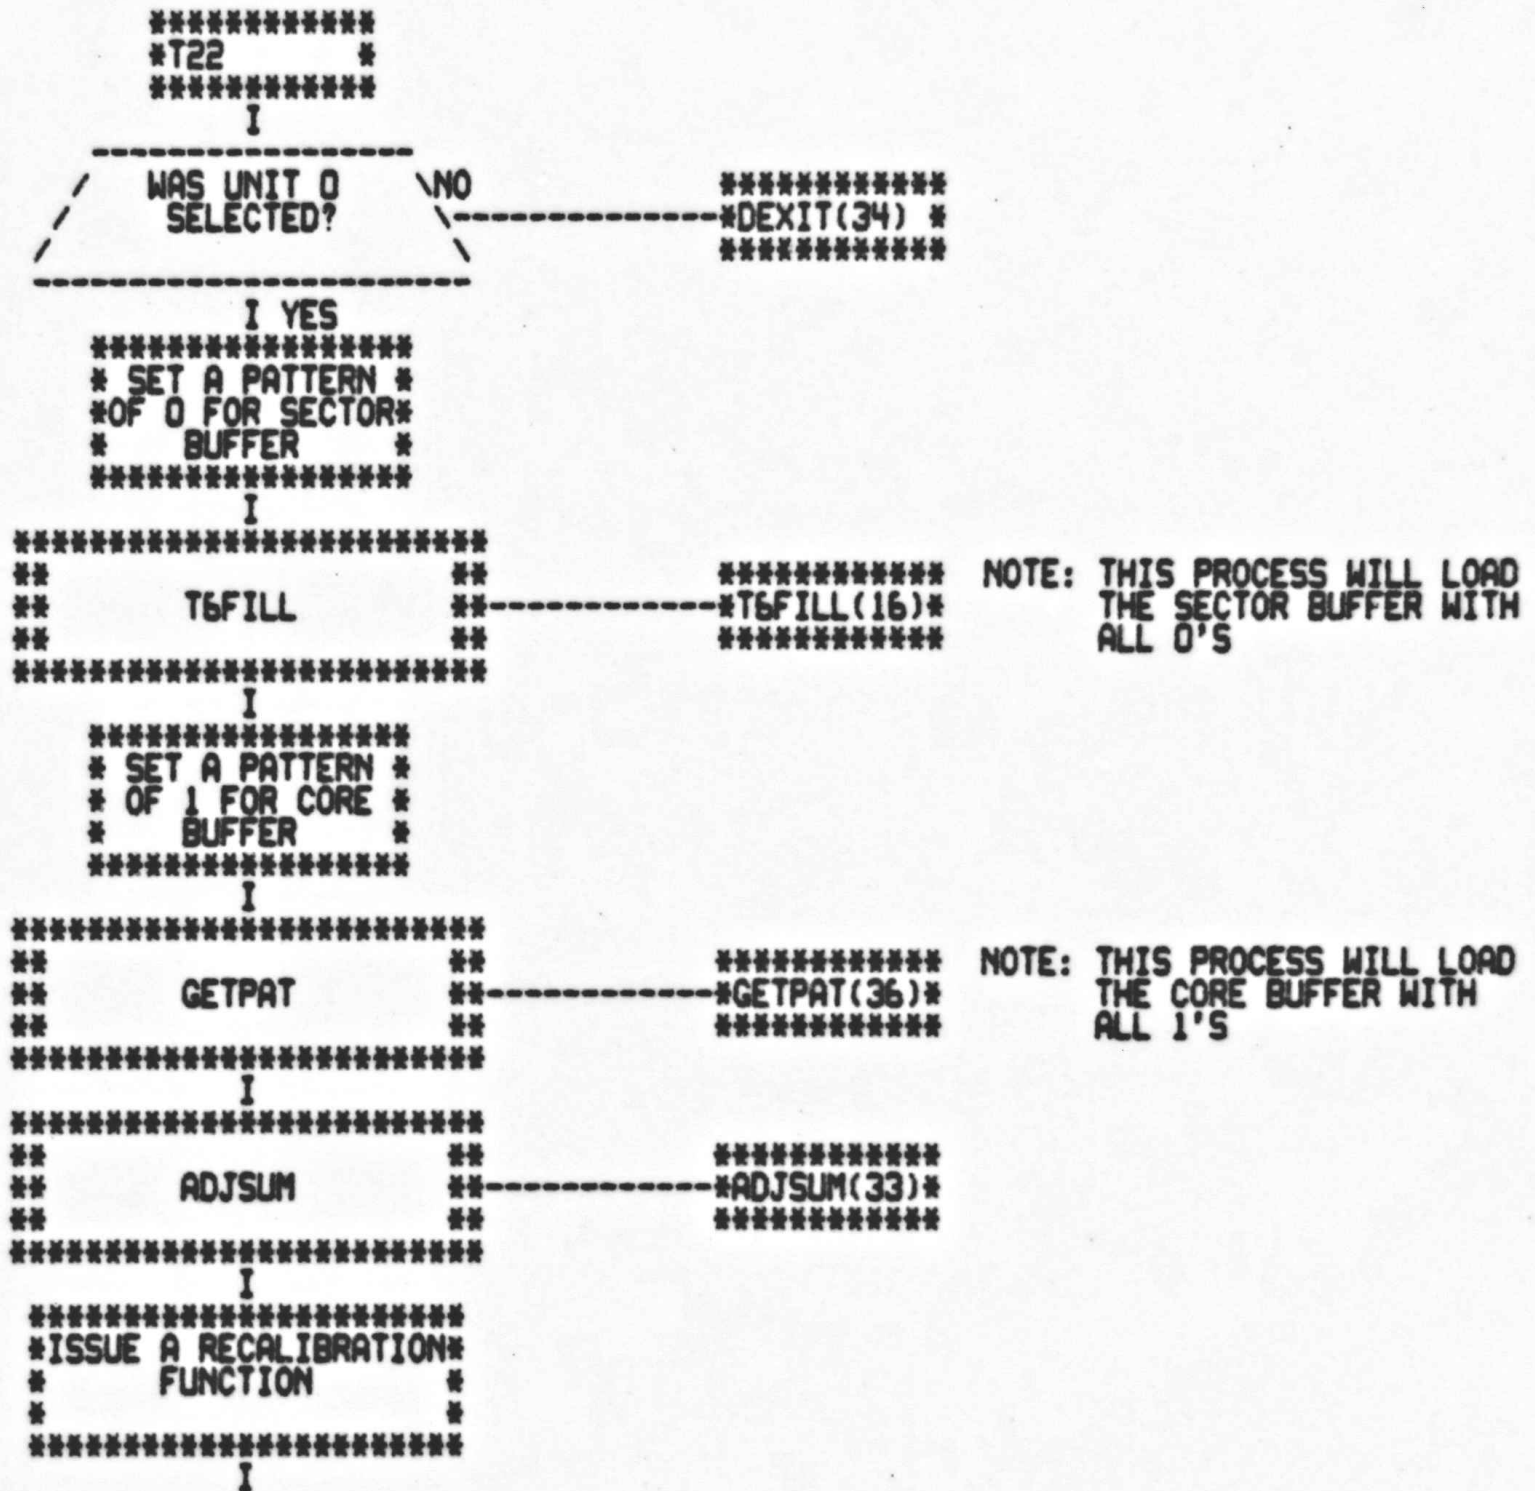 ************
*T22       *
************
I
-----------------
/ WAS UNIT 0 \NO
/ SELECTED? \--------------*DEXIT(34) *
************
************
/ \
-----------------------
I YES
*****************
* SET A PATTERN *
*OF 0 FOR SECTOR*
*    BUFFER     *
*****************
I
*************************
** **
** T6FILL **------------*T6FILL(16)*
************
************
** **
*************************
NOTE: THIS PROCESS WILL LOAD
THE SECTOR BUFFER WITH
ALL 0'S
I
*****************
* SET A PATTERN *
* OF 1 FOR CORE *
*    BUFFER     *
*****************
I
*************************
** **
** GETPAT **------------*GETPAT(36)*
************
************
** **
*************************
NOTE: THIS PROCESS WILL LOAD
THE CORE BUFFER WITH
ALL 1'S
I
*************************
** **
** ADJSUM **------------*ADJSUM(33)*
************
************
** **
*************************
I
***********************
*ISSUE A RECALIBRATION*
*      FUNCTION       *
*                     *
***********************
I